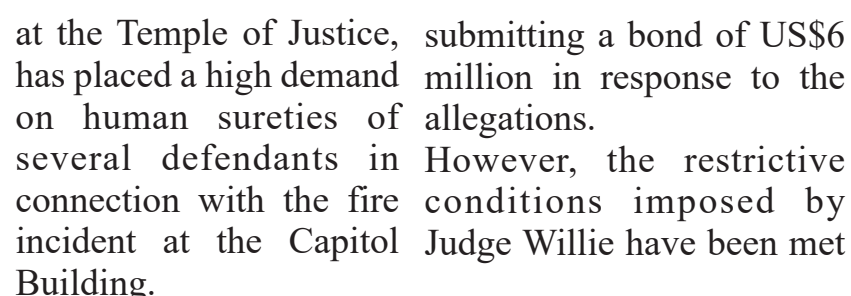 at the Temple of Justice,
has placed a high demand
on human sureties of
several defendants in
connection with the fire
incident at the Capitol
Building.
submitting a bond of US$6
million in response to the
allegations.
However, the restrictive
conditions imposed by
Judge Willie have been met